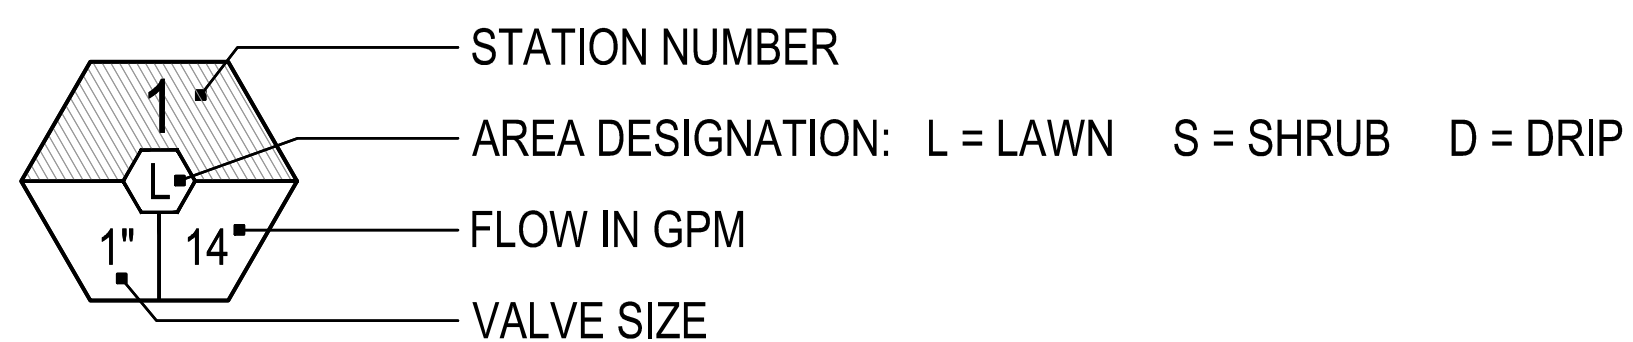 1
L
1" 14
STATION NUMBER
AREA DESIGNATION: L = LAWN S = SHRUB D = DRIP
FLOW IN GPM
VALVE SIZE